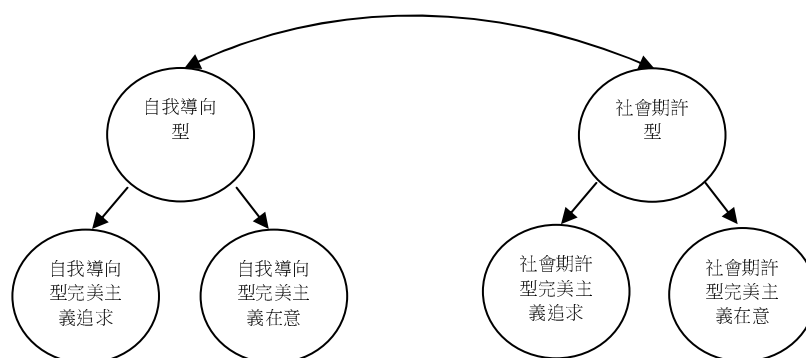 自我導向
型
社會期許
型
自我導向
型完美主
義追求
自我導向
型完美主
義在意
社會期許
型完美主
義追求
社會期許
型完美主
義在意